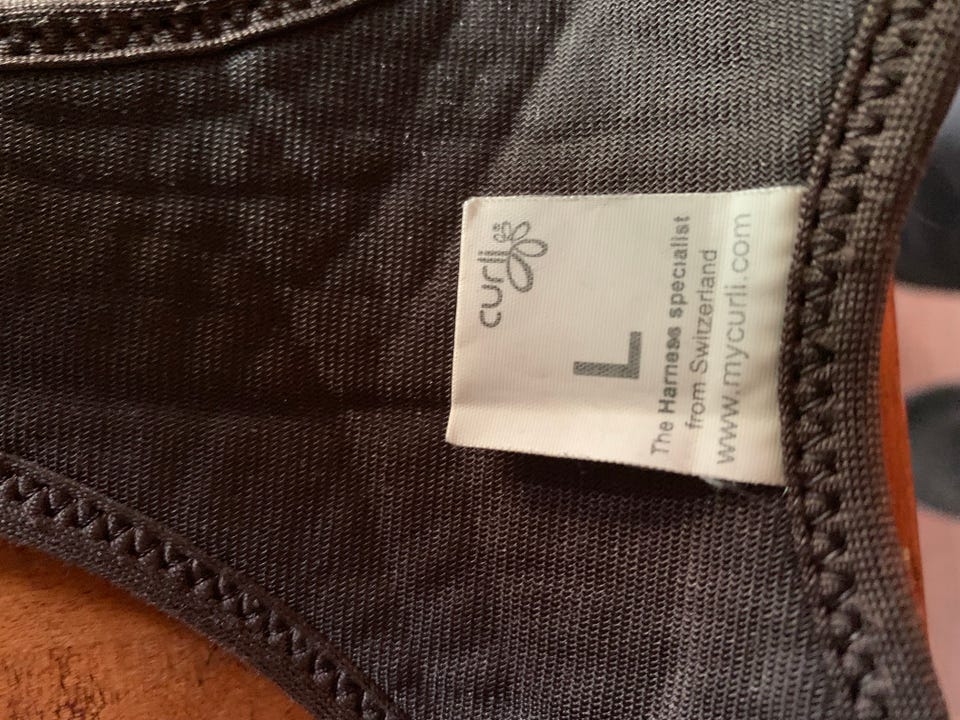 curli
L
The Harness specialist
from Switzerland
www.mycurli.com